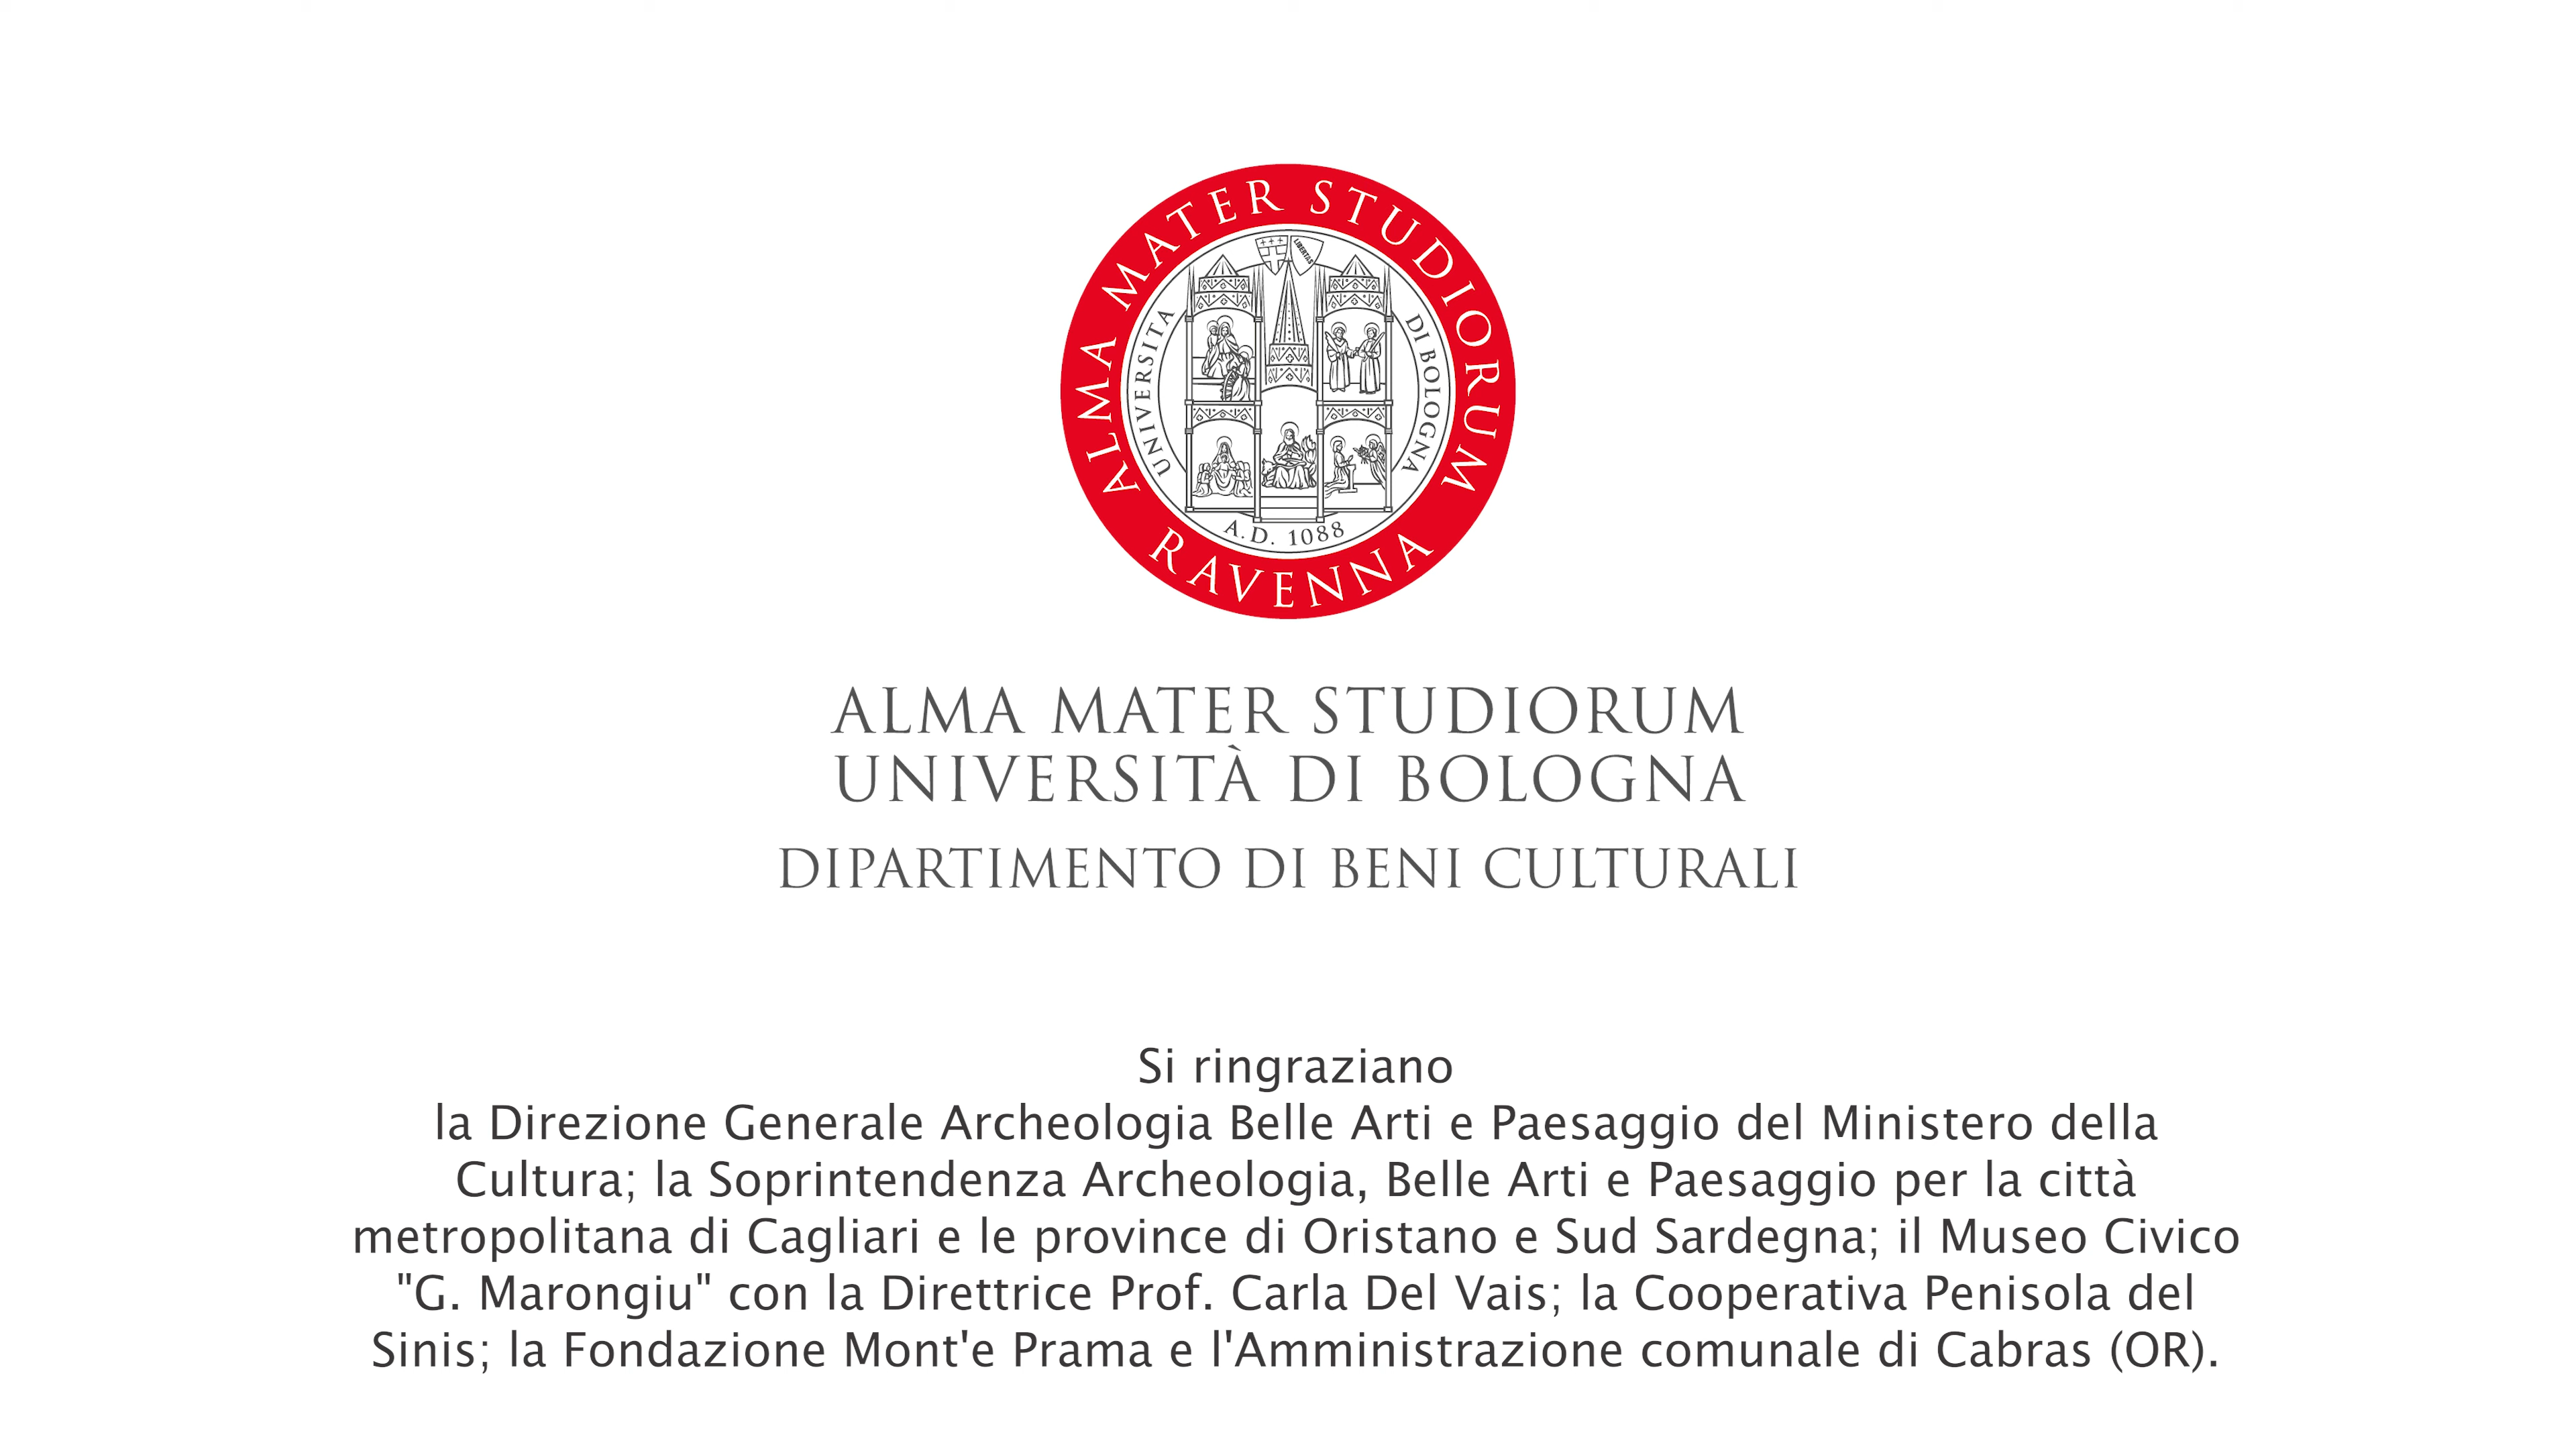 ALMA MATER STUDIORUM
LIBERTAS
UNIVERSITA
DI BOLOGNA
A.D. 1088
RAVENNA
ALMA MATER STUDIORUM
UNIVERSITÀ DI BOLOGNA
DIPARTIMENTO DI BENI CULTURALI
Si ringraziano
la Direzione Generale Archeologia Belle Arti e Paesaggio del Ministero della
Cultura; la Soprintendenza Archeologia, Belle Arti e Paesaggio per la città
metropolitana di Cagliari e le province di Oristano e Sud Sardegna; il Museo Civico
"G. Marongiu" con la Direttrice Prof. Carla Del Vais; la Cooperativa Penisola del
Sinis; la Fondazione Mont'e Prama e l'Amministrazione comunale di Cabras (OR).